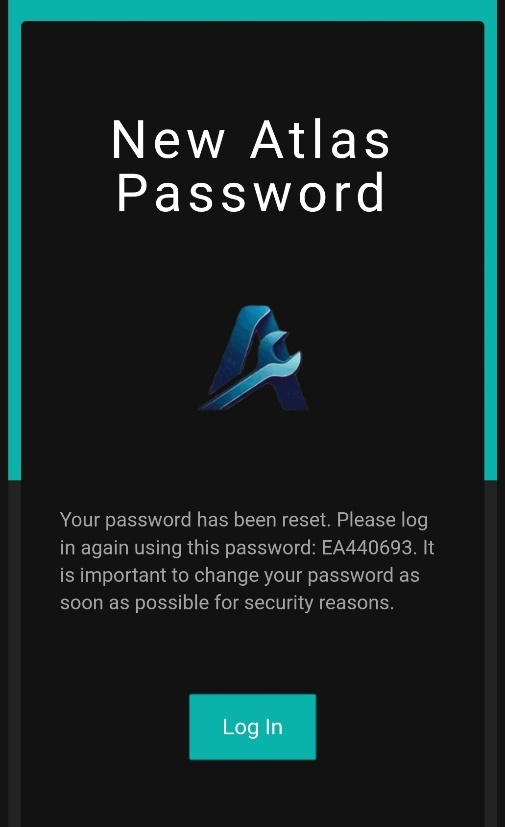 New Atlas
Password
Your password has been reset. Please log
in again using this password: EA440693. It
is important to change your password as
soon as possible for security reasons.
Log In